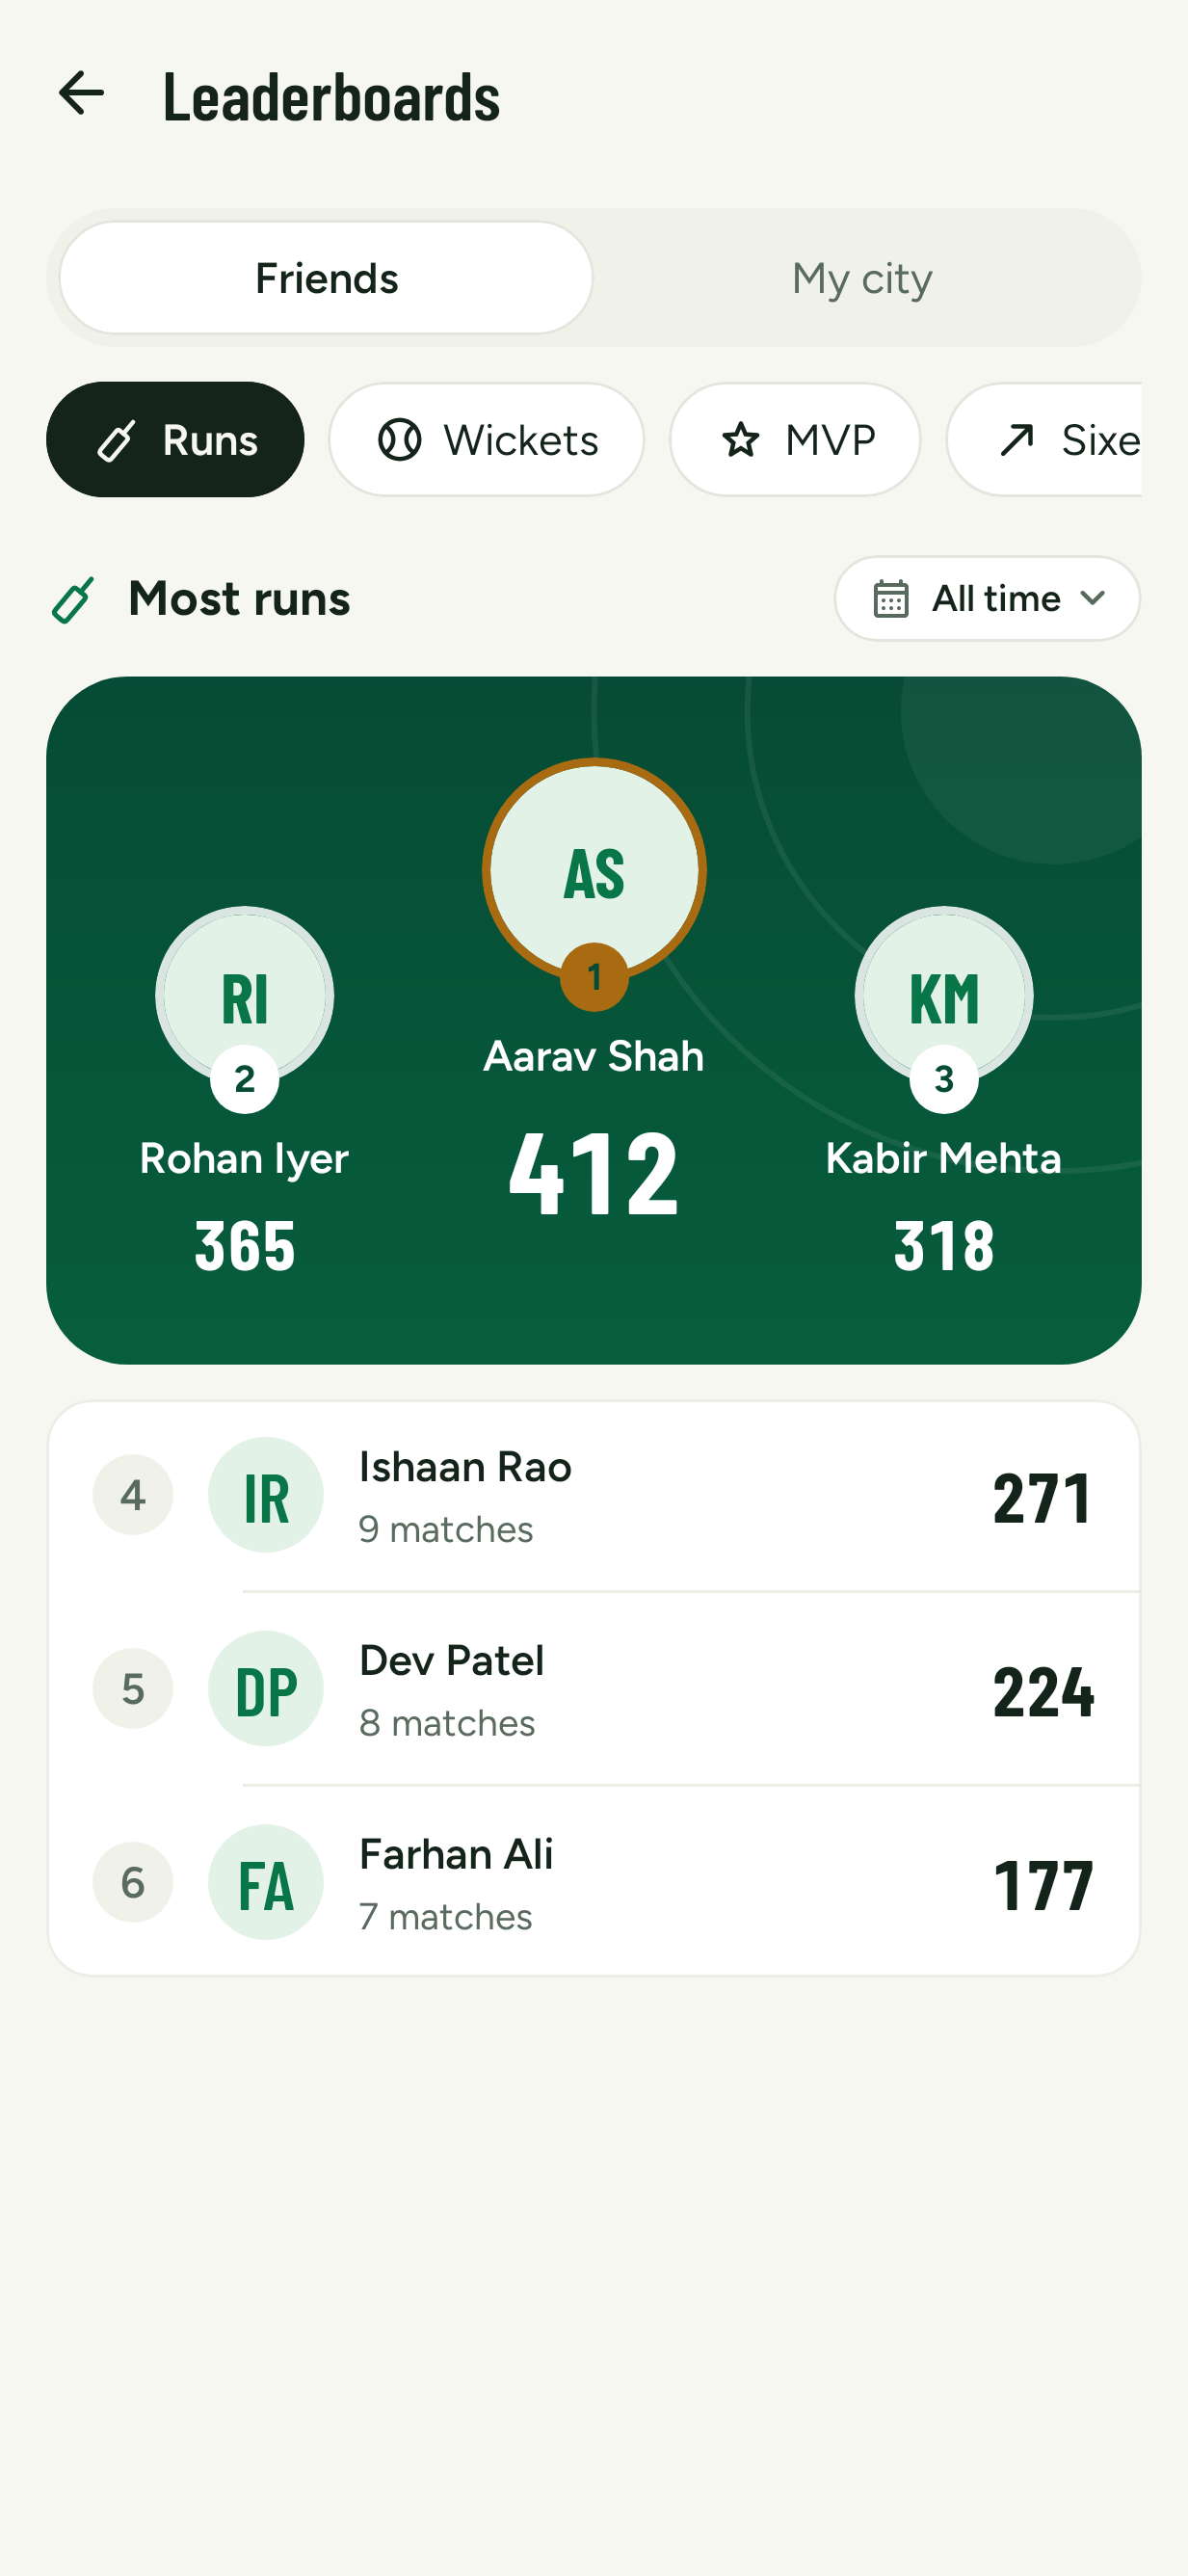 Leaderboards
Friends
My city
Runs
Wickets
MVP
Sixe
Most runs
All time
AS
1
Aarav Shah
412
RI
2
Rohan Iyer
365
KM
3
Kabir Mehta
318
4
IR
Ishaan Rao
9 matches
271
5
DP
Dev Patel
8 matches
224
6
FA
Farhan Ali
7 matches
177